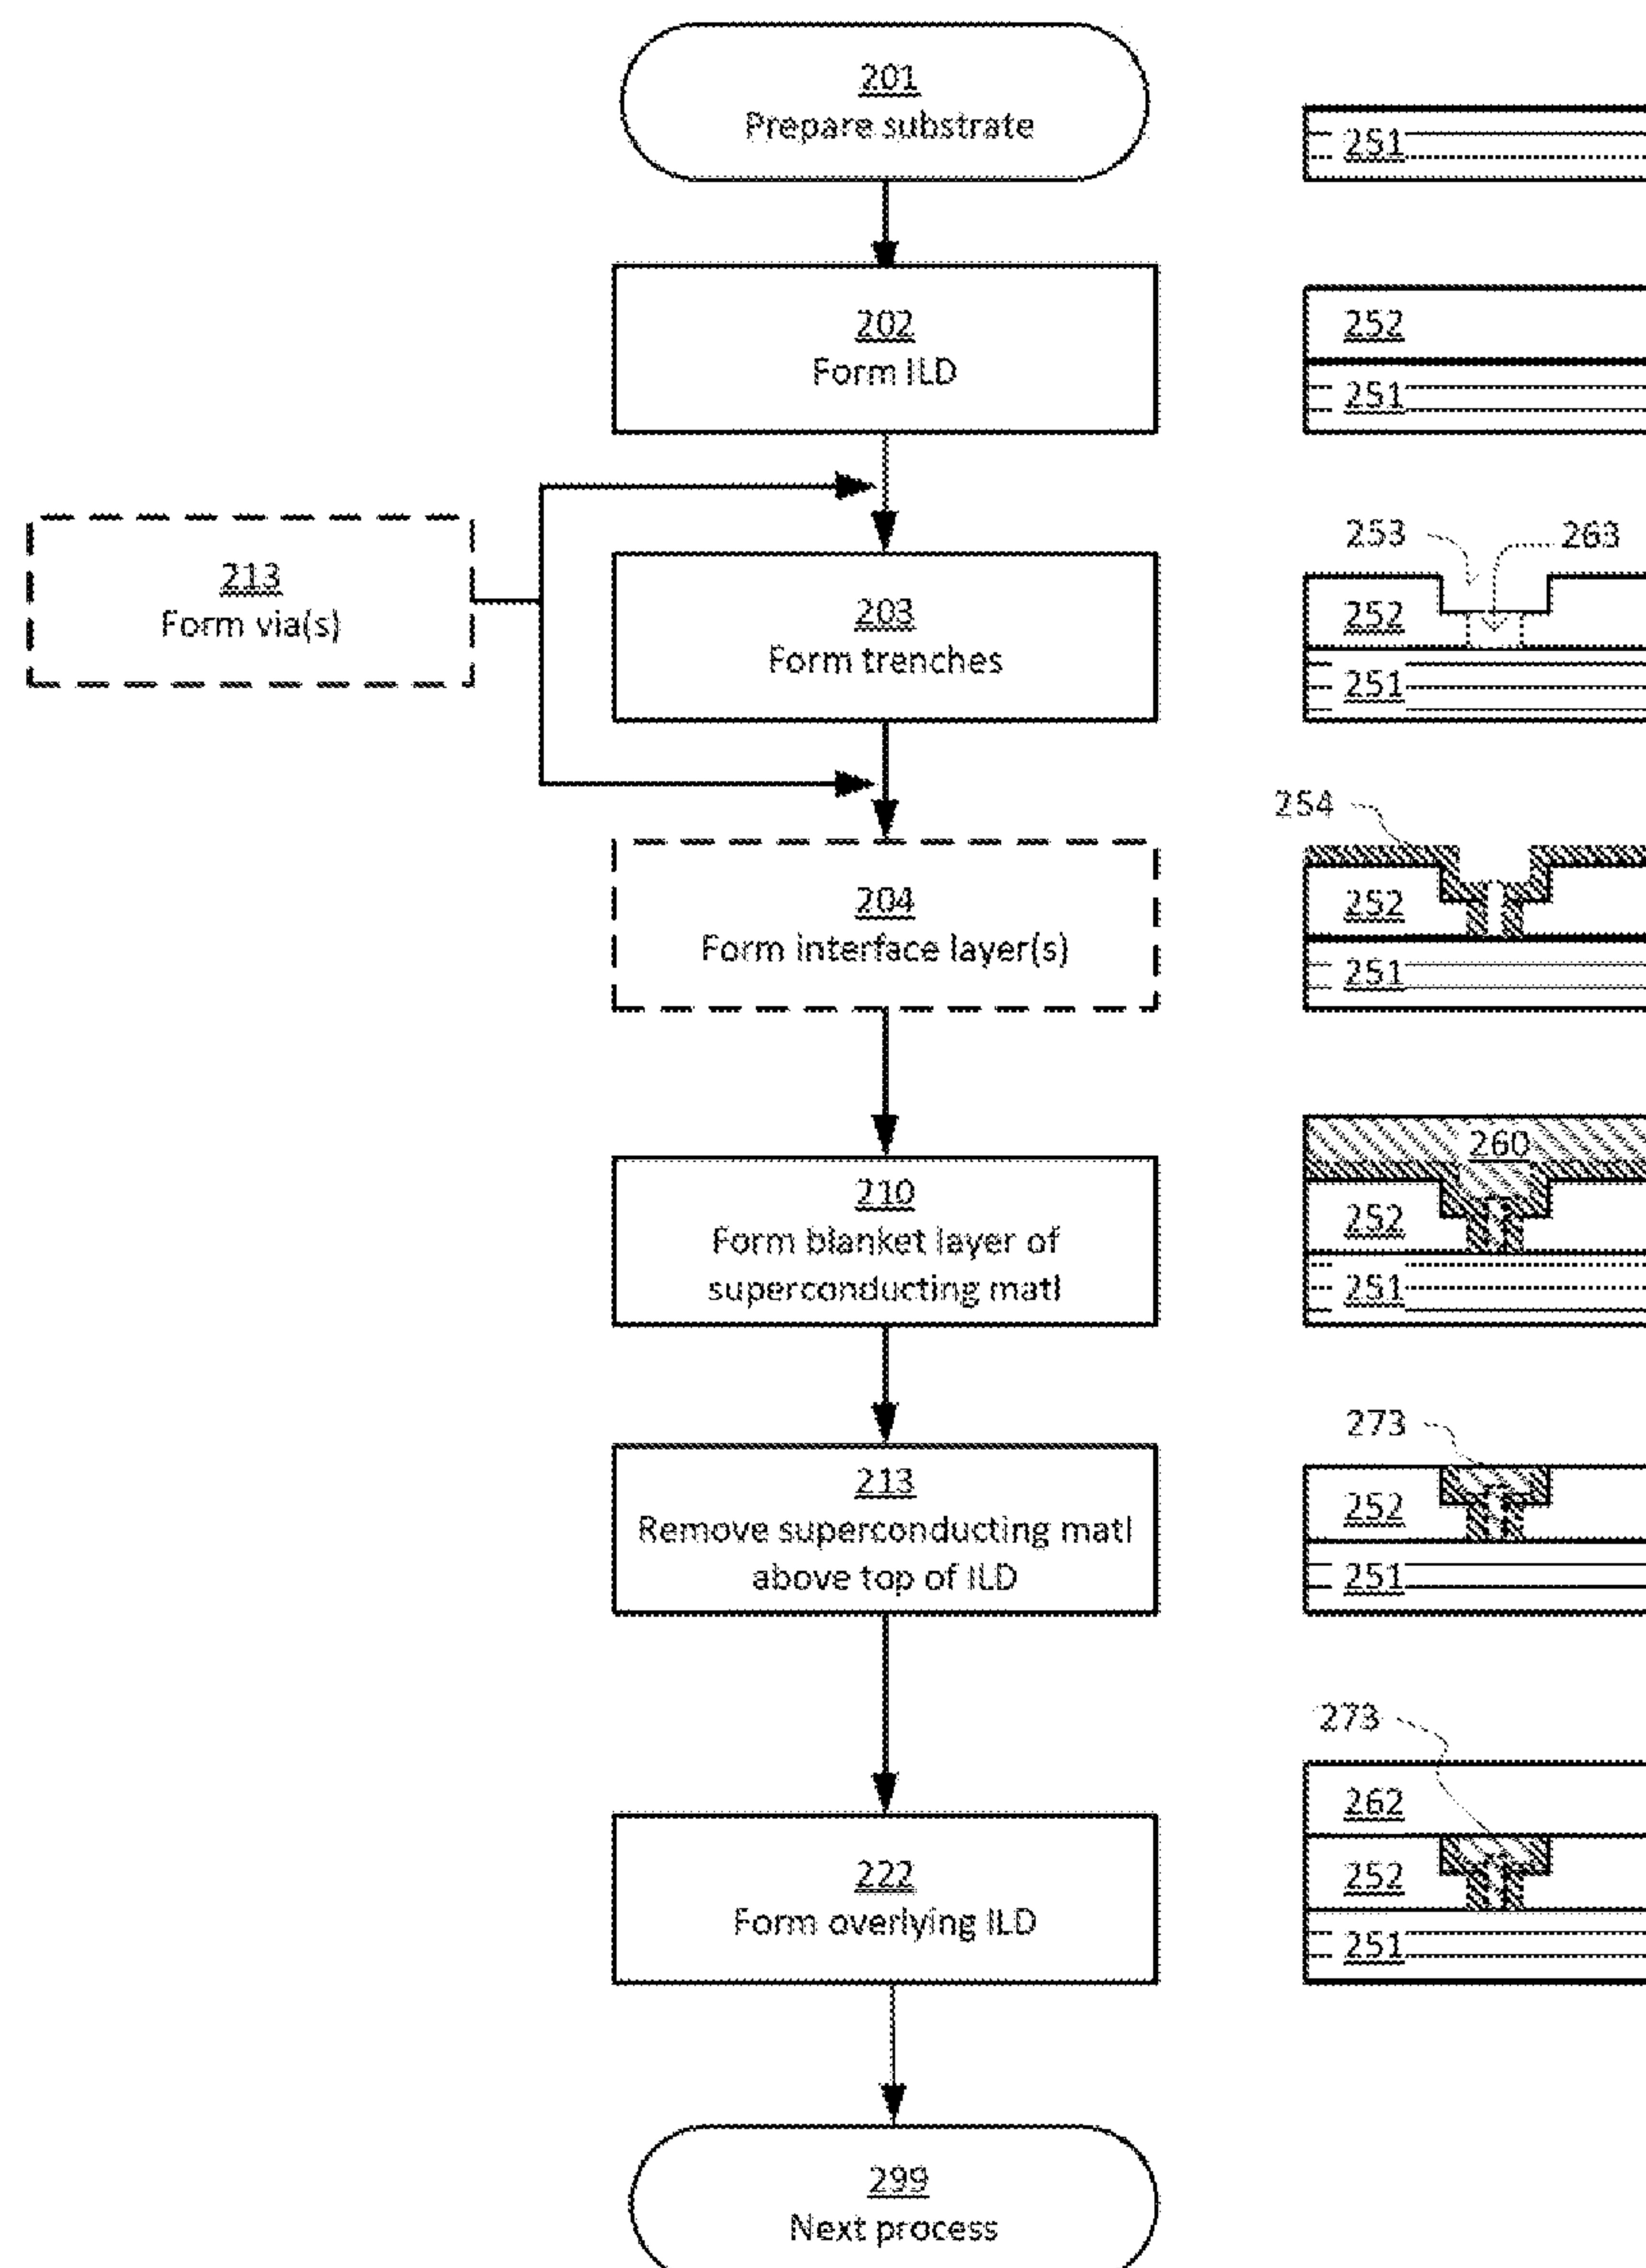 201
Prepare substrate
251
202
Form ILD
252
251
213
Form via(s)
203
Form trenches
253
263
252
251
204
Form interface layer(s)
254
252
251
210
Form blanket layer of
superconducting matl
260
252
251
213
Remove superconducting matl
above top of ILD
273
252
251
222
Form overlying ILD
273
262
252
251
299
Next process